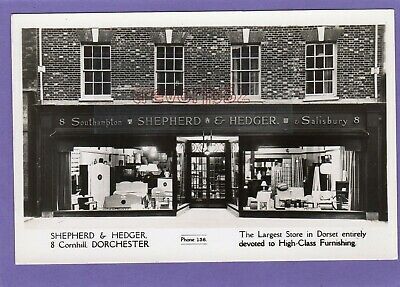 8 Southampton SHEPHERD & HEDGER. & Salisbury 8
SHEPHERD & HEDGER,
8 Cornhill, DORCHESTER
Phone 136.
The Largest Store in Dorset entirely
devoted to High-Class Furnishing.